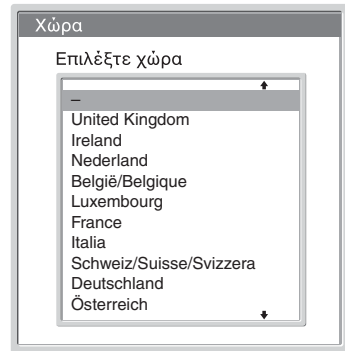 Χώρα
Επιλέξτε χώρα
–
United Kingdom
Ireland
Nederland
België/Belgique
Luxembourg
France
Italia
Schweiz/Suisse/Svizzera
Deutschland
Österreich